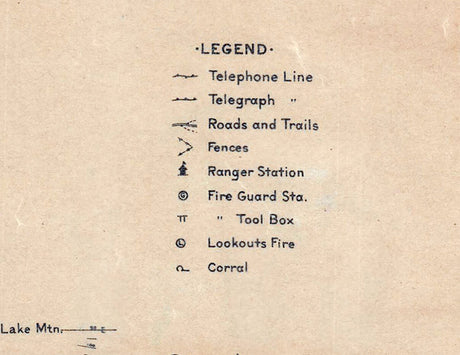 ·LEGEND·
Telephone Line
Telegraph "
Roads and Trails
Fences
Ranger Station
G Fire Guard Sta.
TT " Tool Box
L Lookouts Fire
Corral
Lake Mtn.